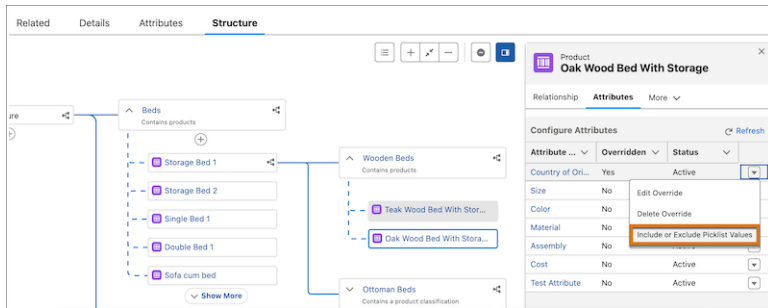 Related Details Attributes Structure
Product
Oak Wood Bed With Storage
Relationship Attributes More
Configure Attributes Refresh
Attribute ... Overridden Status
Country of Ori... Yes Active
Size No
Color No
Material No
Assembly No
Cost No Active
Test Attribute No Active
Edit Override
Delete Override
Include or Exclude Picklist Values
Beds
Contains products
Storage Bed 1
Storage Bed 2
Single Bed 1
Double Bed 1
Sofa cum bed
Show More
Wooden Beds
Contains products
Teak Wood Bed With Stor...
Oak Wood Bed With Stora...
Ottoman Beds
Contains a product classification